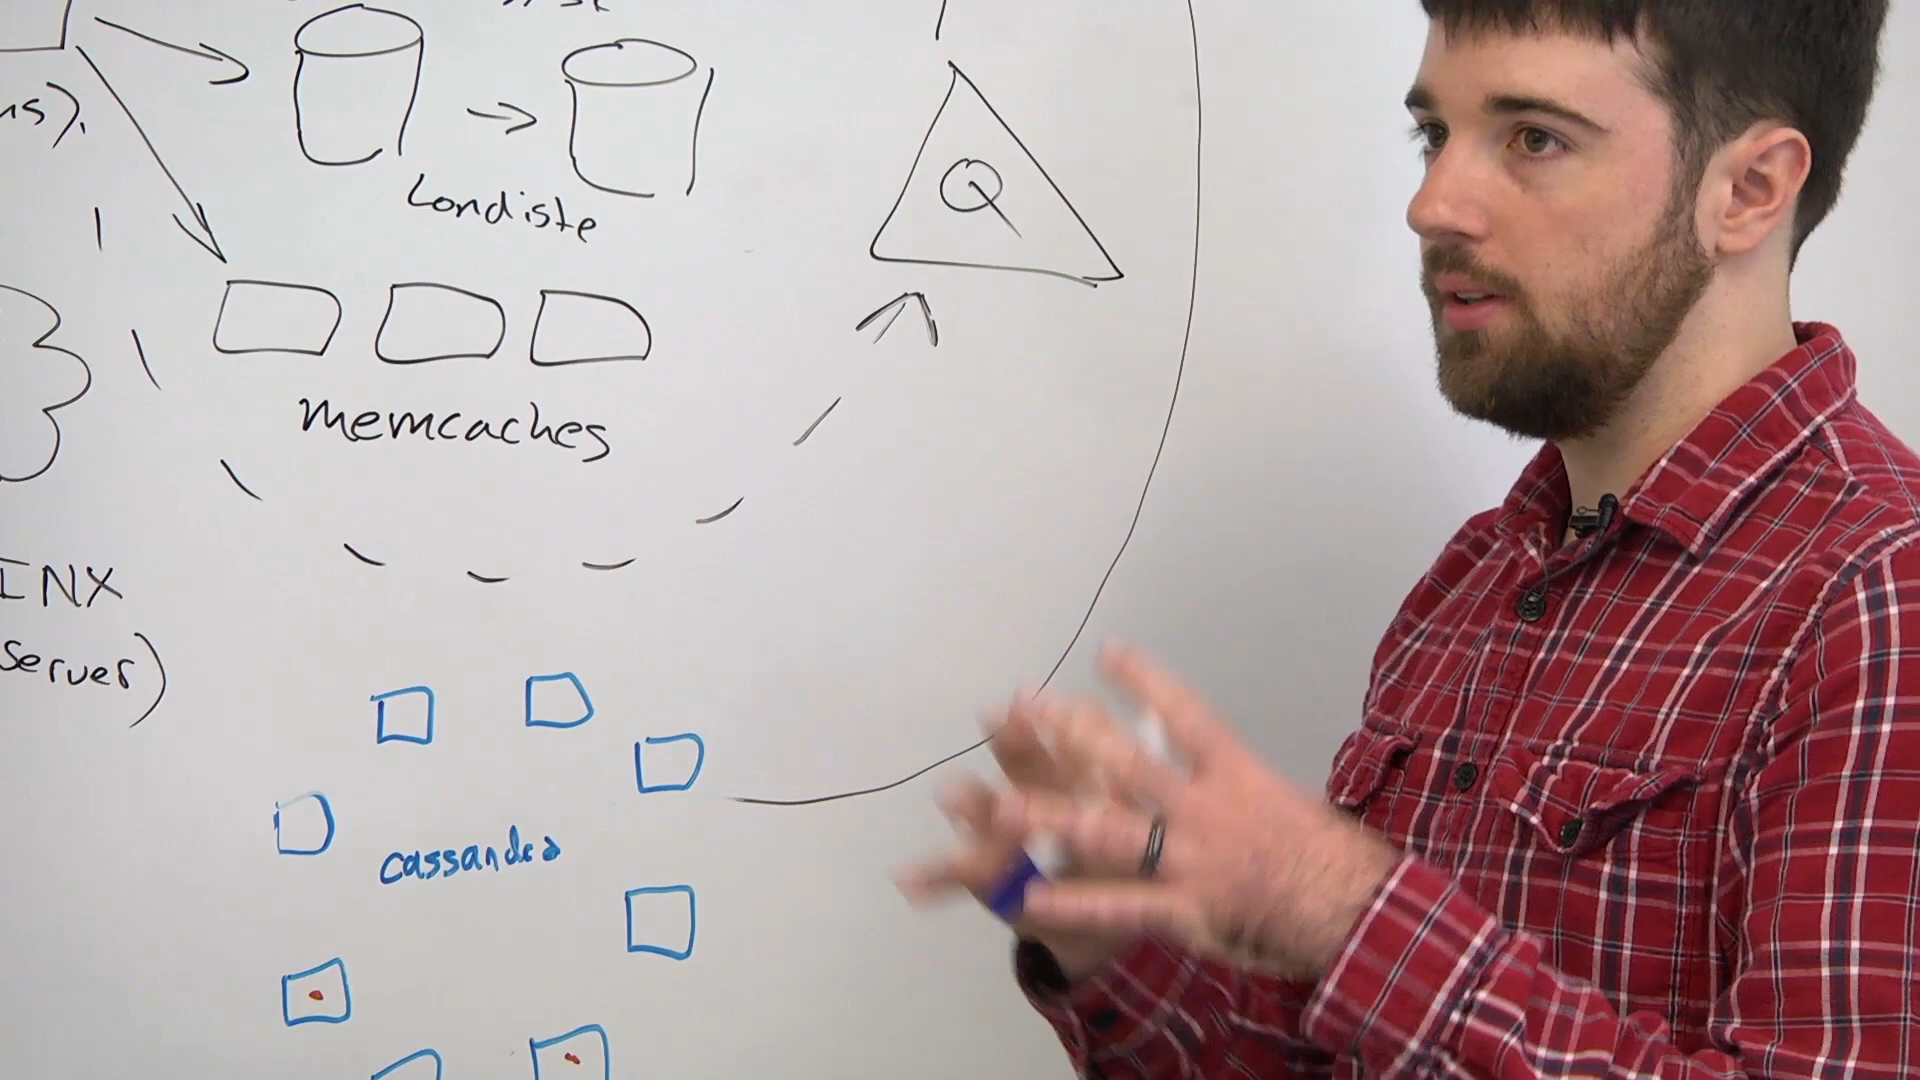 ns).
Londiste
Q
memcaches
INX
server)
cassandra